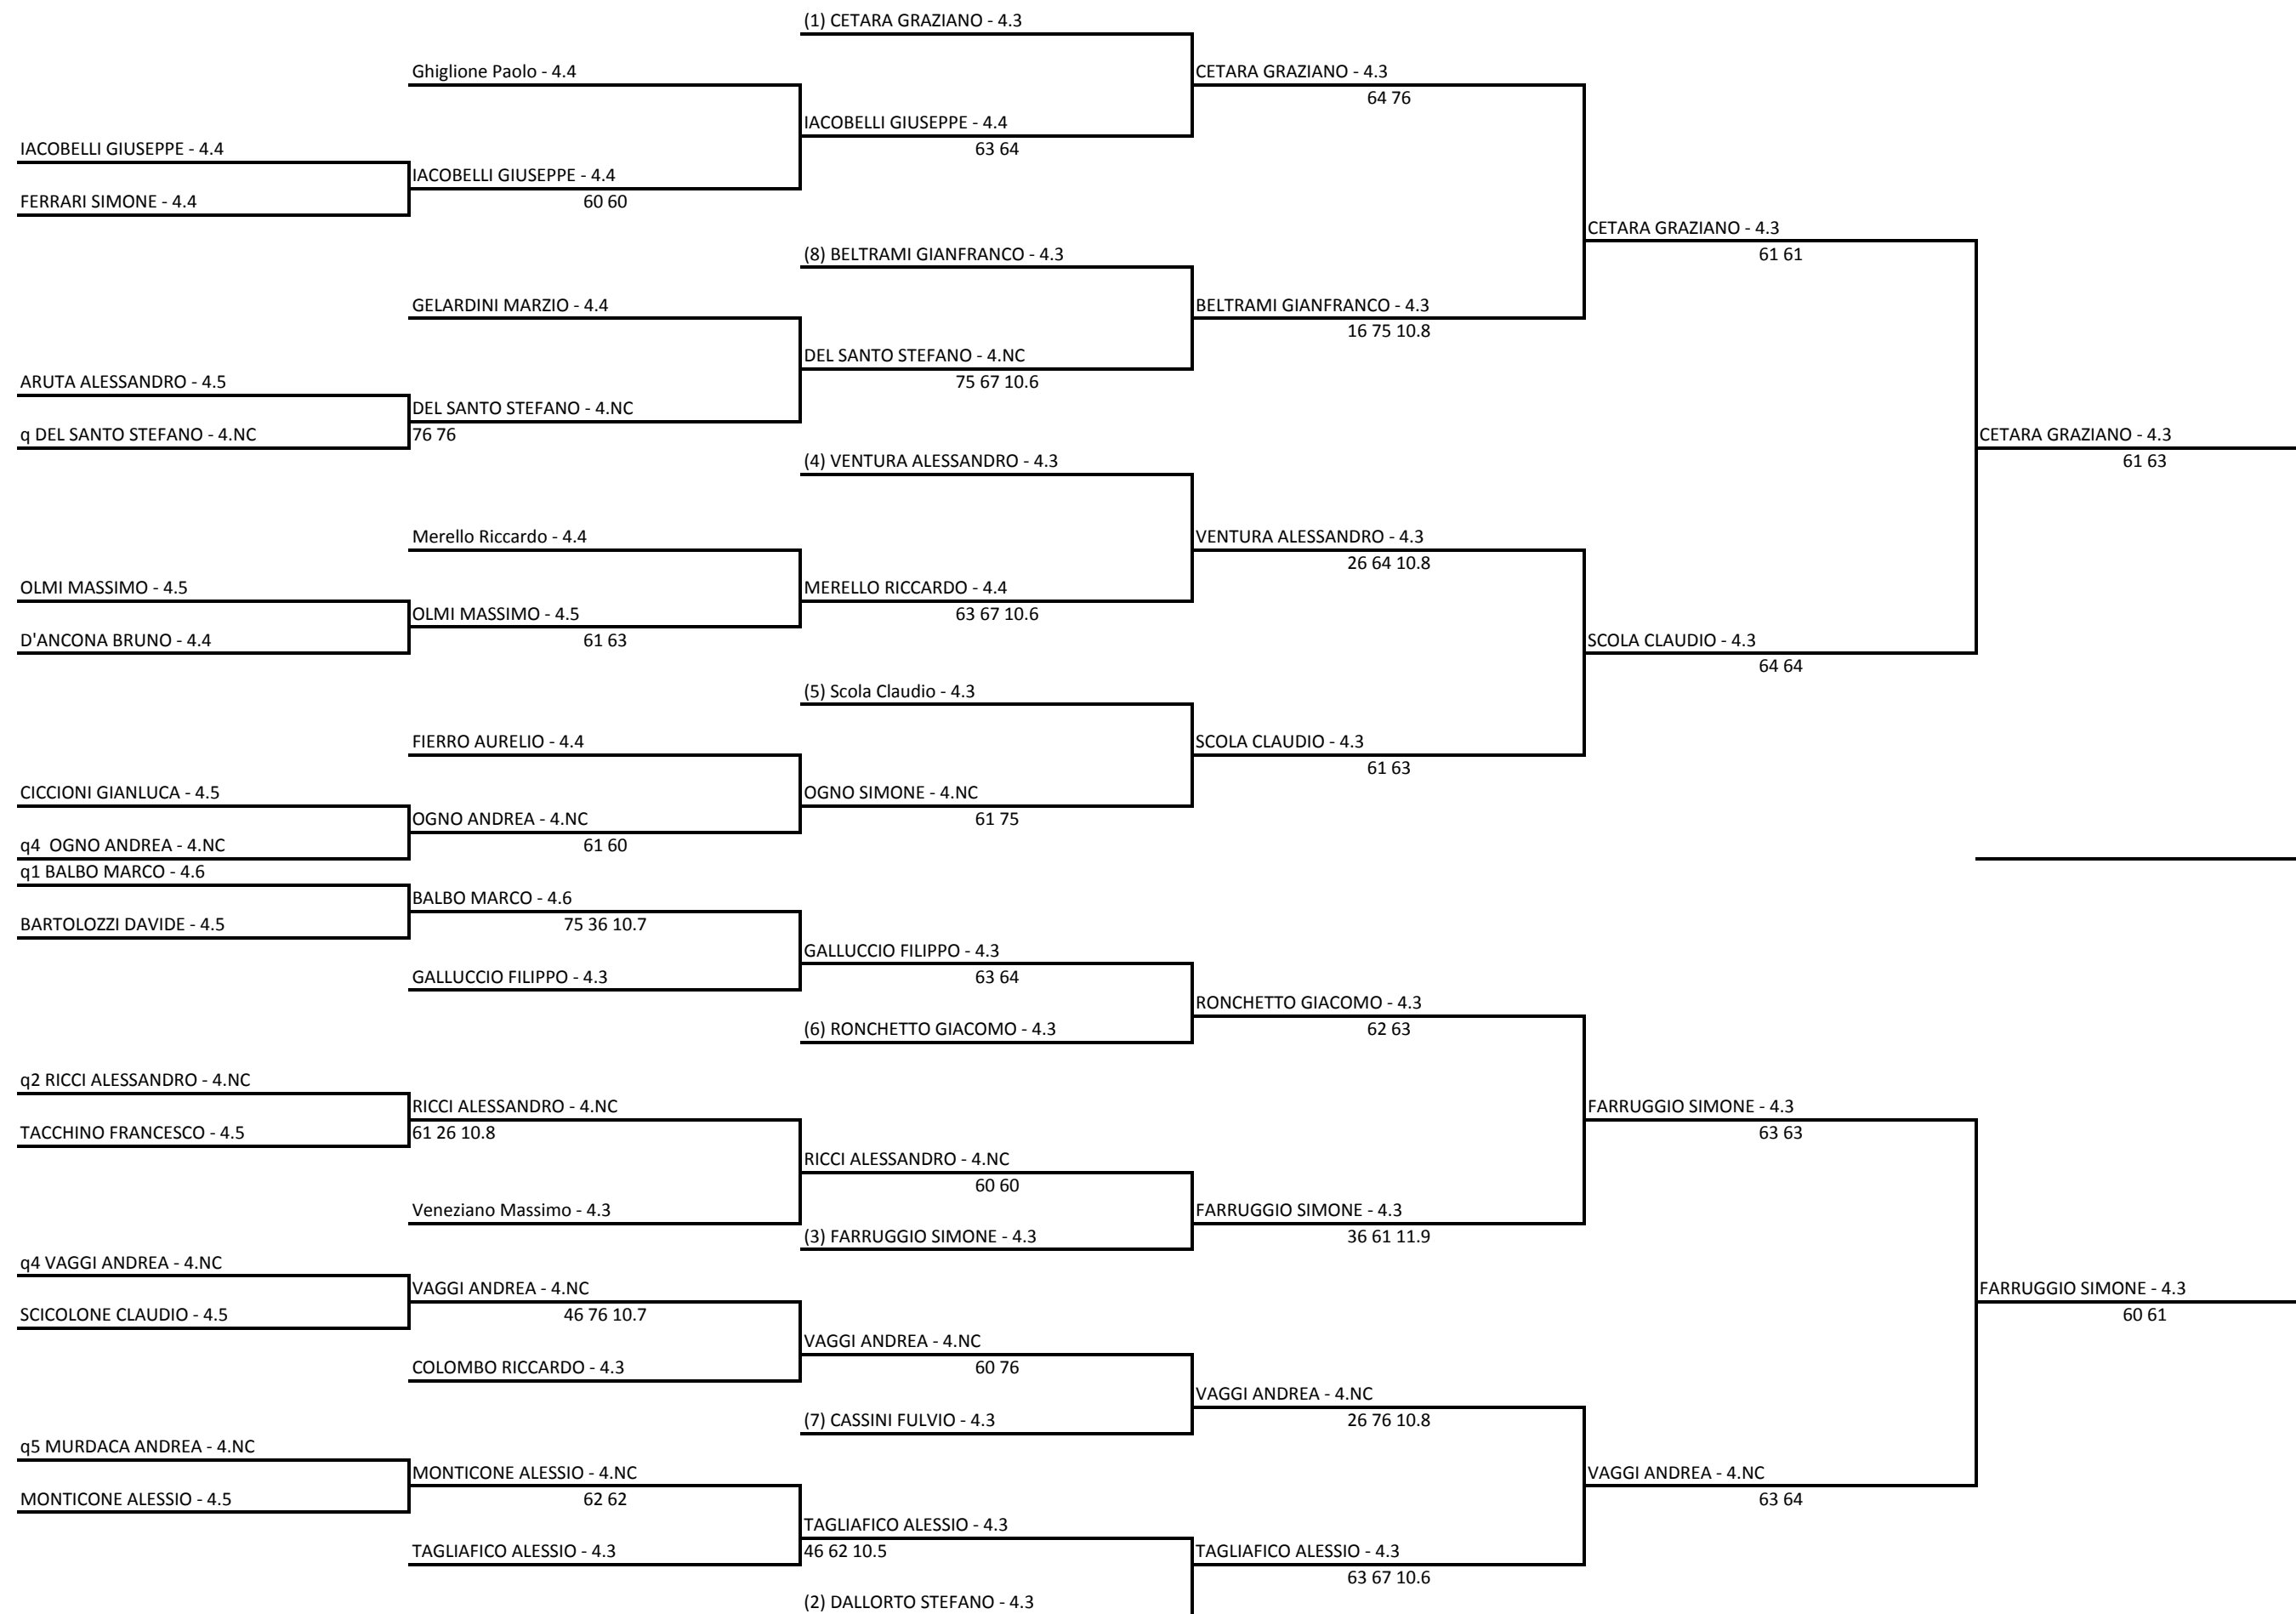 (1) CETARA GRAZIANO - 4.3
Ghiglione Paolo - 4.4
CETARA GRAZIANO - 4.3
64 76
IACOBELLI GIUSEPPE - 4.4
63 64
IACOBELLI GIUSEPPE - 4.4
IACOBELLI GIUSEPPE - 4.4
60 60
FERRARI SIMONE - 4.4
CETARA GRAZIANO - 4.3
61 61
(8) BELTRAMI GIANFRANCO - 4.3
GELARDINI MARZIO - 4.4
BELTRAMI GIANFRANCO - 4.3
16 75 10.8
DEL SANTO STEFANO - 4.NC
75 67 10.6
ARUTA ALESSANDRO - 4.5
DEL SANTO STEFANO - 4.NC
76 76
q DEL SANTO STEFANO - 4.NC
CETARA GRAZIANO - 4.3
61 63
(4) VENTURA ALESSANDRO - 4.3
Merello Riccardo - 4.4
VENTURA ALESSANDRO - 4.3
26 64 10.8
OLMI MASSIMO - 4.5
MERELLO RICCARDO - 4.4
63 67 10.6
OLMI MASSIMO - 4.5
61 63
D'ANCONA BRUNO - 4.4
SCOLA CLAUDIO - 4.3
64 64
(5) Scola Claudio - 4.3
FIERRO AURELIO - 4.4
SCOLA CLAUDIO - 4.3
61 63
CICCIONI GIANLUCA - 4.5
OGNO SIMONE - 4.NC
61 75
OGNO ANDREA - 4.NC
61 60
q4  OGNO ANDREA - 4.NC
q1 BALBO MARCO - 4.6
BALBO MARCO - 4.6
75 36 10.7
BARTOLOZZI DAVIDE - 4.5
GALLUCCIO FILIPPO - 4.3
63 64
GALLUCCIO FILIPPO - 4.3
RONCHETTO GIACOMO - 4.3
62 63
(6) RONCHETTO GIACOMO - 4.3
q2 RICCI ALESSANDRO - 4.NC
RICCI ALESSANDRO - 4.NC
61 26 10.8
TACCHINO FRANCESCO - 4.5
FARRUGGIO SIMONE - 4.3
63 63
RICCI ALESSANDRO - 4.NC
60 60
Veneziano Massimo - 4.3
FARRUGGIO SIMONE - 4.3
36 61 11.9
(3) FARRUGGIO SIMONE - 4.3
q4 VAGGI ANDREA - 4.NC
VAGGI ANDREA - 4.NC
46 76 10.7
SCICOLONE CLAUDIO - 4.5
FARRUGGIO SIMONE - 4.3
60 61
VAGGI ANDREA - 4.NC
60 76
COLOMBO RICCARDO - 4.3
VAGGI ANDREA - 4.NC
26 76 10.8
(7) CASSINI FULVIO - 4.3
q5 MURDACA ANDREA - 4.NC
MONTICONE ALESSIO - 4.NC
62 62
MONTICONE ALESSIO - 4.5
VAGGI ANDREA - 4.NC
63 64
TAGLIAFICO ALESSIO - 4.3
46 62 10.5
TAGLIAFICO ALESSIO - 4.3
TAGLIAFICO ALESSIO - 4.3
63 67 10.6
(2) DALLORTO STEFANO - 4.3